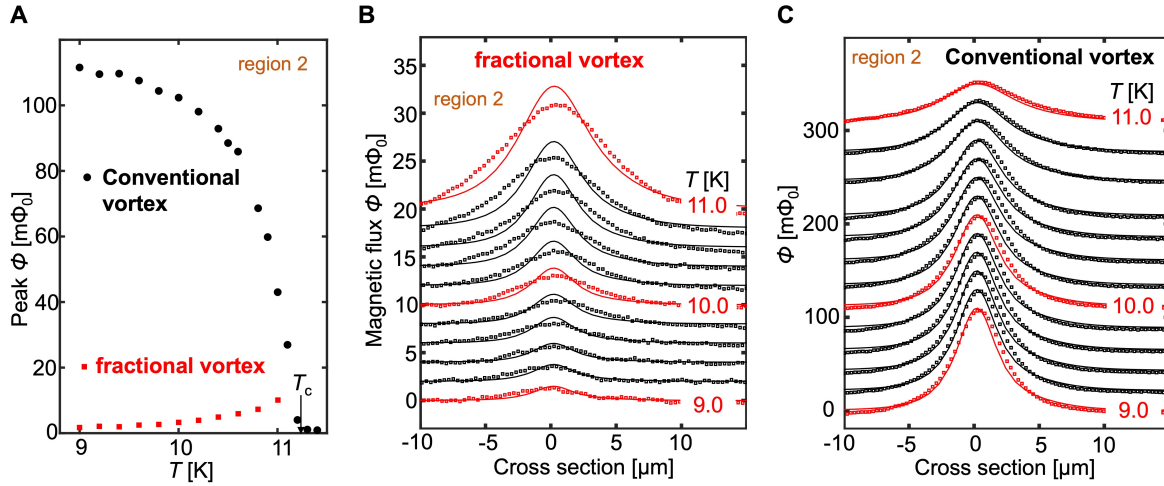 A
Peak Φ [mΦ₀]
100
80
60
40
20
0
region 2
Conventional
vortex
fractional vortex
Tc
9
10
11
T [K]
B
Magnetic flux Φ [mΦ₀]
35
30
25
20
15
10
5
0
fractional vortex
region 2
T [K]
11.0
10.0
9.0
-10
-5
0
5
10
Cross section [μm]
C
Φ [mΦ₀]
300
200
100
0
region 2 Conventional
vortex
T [K]
11.0
10.0
9.0
-10
-5
0
5
10
Cross section [μm]